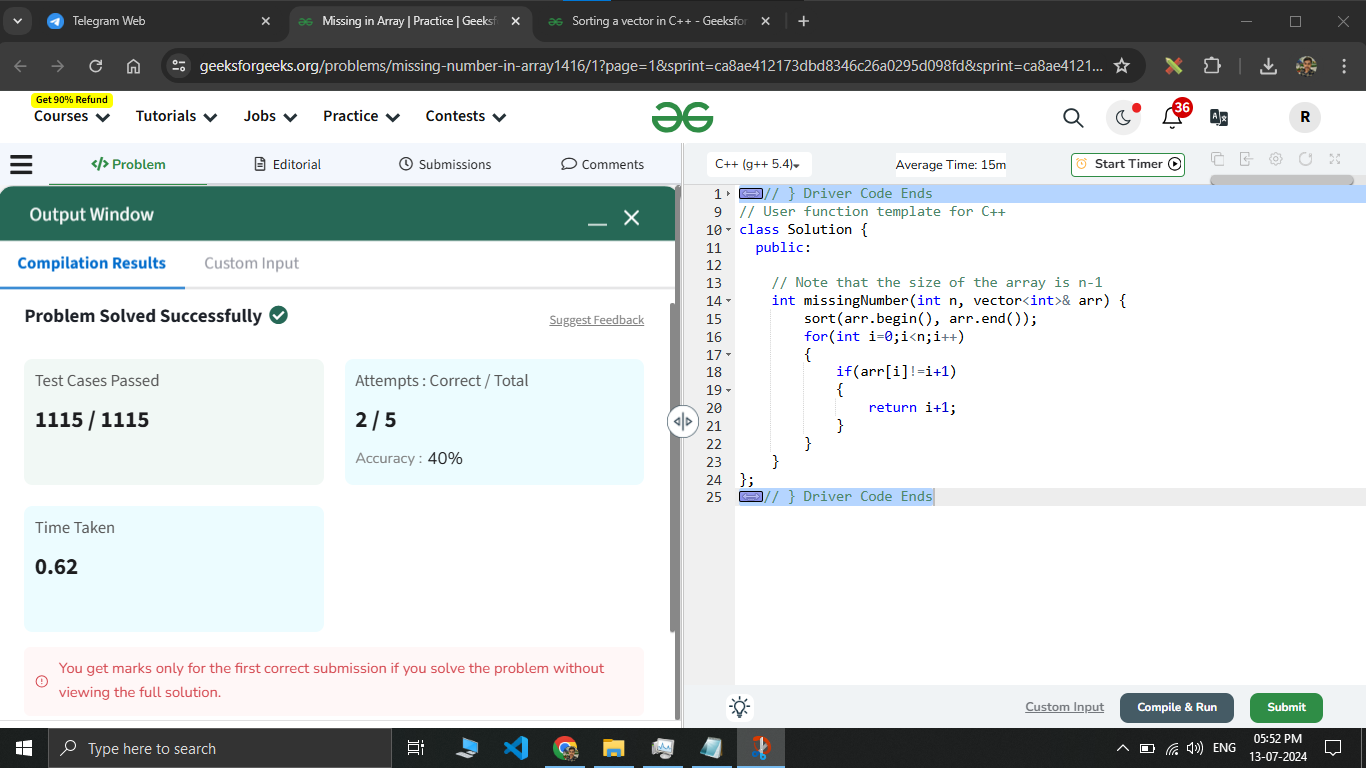 Telegram Web
Missing in Array | Practice | Geeksf
Sorting a vector in C++ - Geeksfor
geeksforgeeks.org/problems/missing-number-in-array1416/1?page=1&sprint=ca8ae412173dbd8346c26a0295d098fd&sprint=ca8ae4121...
Get 90% Refund
Courses Tutorials Jobs Practice Contests
36
R
</> Problem Editorial Submissions Comments
C++ (g++ 5.4) Average Time: 15m Start Timer
Output Window
Compilation Results Custom Input
Problem Solved Successfully
Suggest Feedback
Test Cases Passed
1115 / 1115
Attempts : Correct / Total
2 / 5
Accuracy : 40%
Time Taken
0.62
You get marks only for the first correct submission if you solve the problem without
viewing the full solution.
1 // } Driver Code Ends
9 // User function template for C++
10 class Solution {
11 public:
12
13 // Note that the size of the array is n-1
14 int missingNumber(int n, vector<int>& arr) {
15 sort(arr.begin(), arr.end());
16 for(int i=0;i<n;i++)
17 {
18 if(arr[i]!=i+1)
19 {
20 return i+1;
21 }
22 }
23 }
24 };
25 // } Driver Code Ends
Custom Input Compile & Run Submit
Type here to search
ENG
05:52 PM
13-07-2024